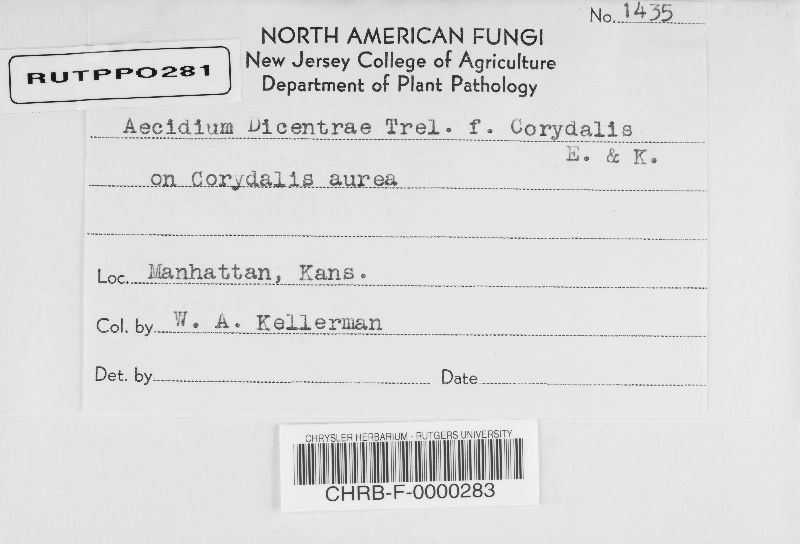 No. 1435
NORTH AMERICAN FUNGI
RUTPPO281
New Jersey College of Agriculture
Department of Plant Pathology
Aecidium Dicentrae Trel. f. Corydalis
E. & K.
on Corydalis aurea
Loc. Manhattan, Kans.
Col. by W. A. Kellerman
Det. by Date
CHRYSLER HERBARIUM - RUTGERS UNIVERSITY
CHRB-F-0000283